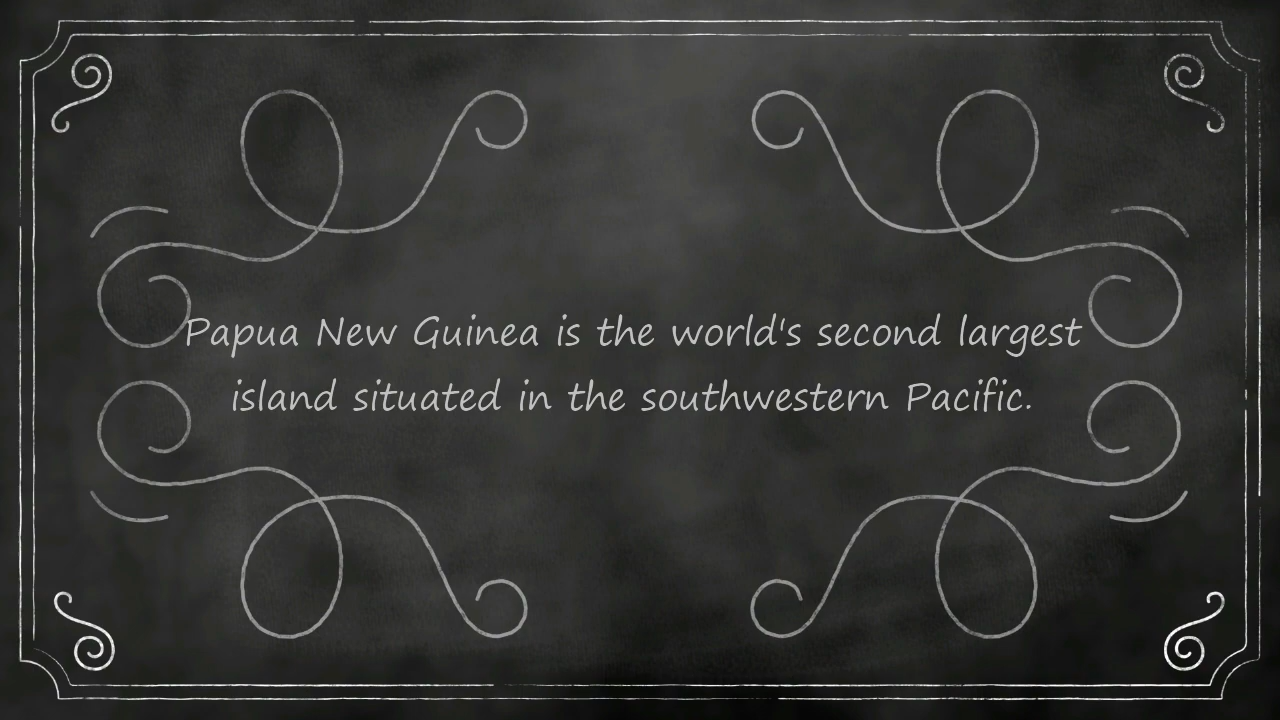 Papua New Guinea is the world's second largest
island situated in the southwestern Pacific.